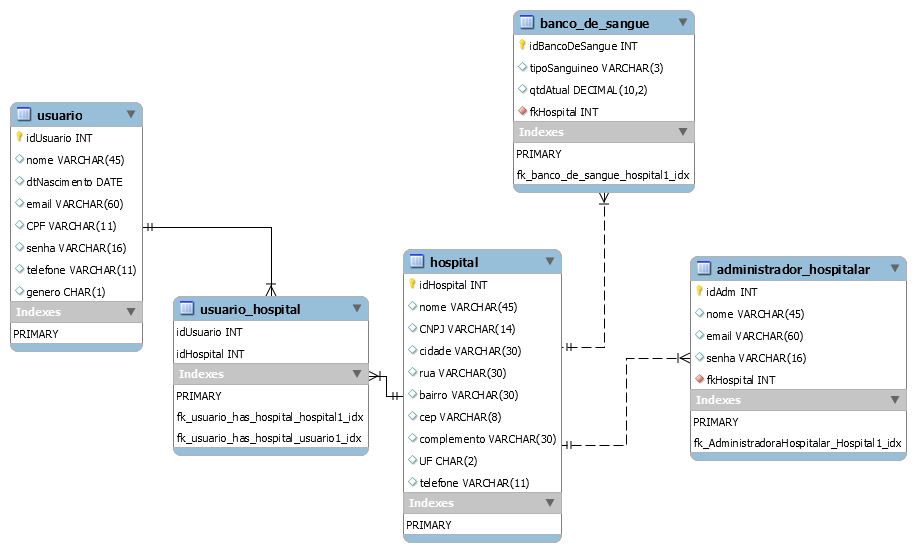 banco_de_sangue
idBancoDeSangue INT
tipoSanguineo VARCHAR(3)
qtdAtual DECIMAL(10,2)
fkHospital INT
Indexes
PRIMARY
fk_banco_de_sangue_hospital1_idx
usuario
idUsuario INT
nome VARCHAR(45)
dtNascimento DATE
email VARCHAR(60)
CPF VARCHAR(11)
senha VARCHAR(16)
telefone VARCHAR(11)
genero CHAR(1)
Indexes
PRIMARY
usuario_hospital
idUsuario INT
idHospital INT
Indexes
PRIMARY
fk_usuario_has_hospital_hospital1_idx
fk_usuario_has_hospital_usuario1_idx
hospital
idHospital INT
nome VARCHAR(45)
CNPJ VARCHAR(14)
cidade VARCHAR(30)
rua VARCHAR(30)
bairro VARCHAR(30)
cep VARCHAR(8)
complemento VARCHAR(30)
UF CHAR(2)
telefone VARCHAR(11)
Indexes
PRIMARY
administrador_hospitalar
idAdm INT
nome VARCHAR(45)
email VARCHAR(60)
senha VARCHAR(16)
fkHospital INT
Indexes
PRIMARY
fk_AdministradoraHospitalar_Hospital1_idx